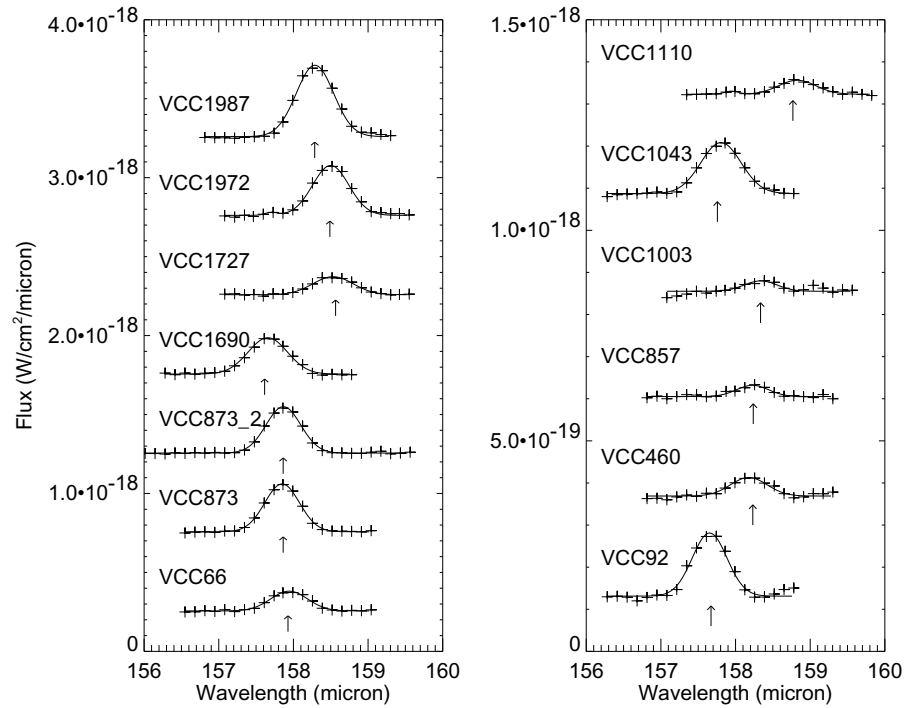 4.0•10⁻¹⁸
3.0•10⁻¹⁸
2.0•10⁻¹⁸
1.0•10⁻¹⁸
0
Flux (W/cm²/micron)
VCC1987
VCC1972
VCC1727
VCC1690
VCC873_2
VCC873
VCC66
156 157 158 159 160
Wavelength (micron)
1.5•10⁻¹⁸
1.0•10⁻¹⁸
5.0•10⁻¹⁹
0
VCC1110
VCC1043
VCC1003
VCC857
VCC460
VCC92
156 157 158 159 160
Wavelength (micron)